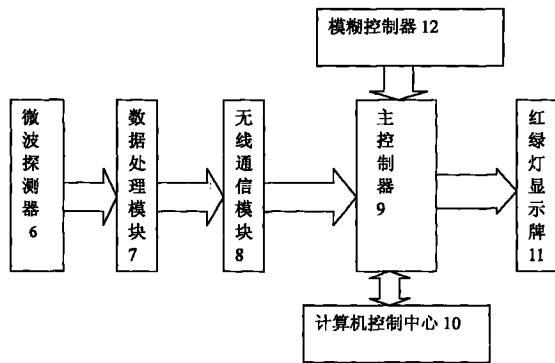 模糊控制器 12
微波探测器 6
数据处理模块 7
无线通信模块 8
主控制器 9
红绿灯显示牌 11
计算机控制中心 10